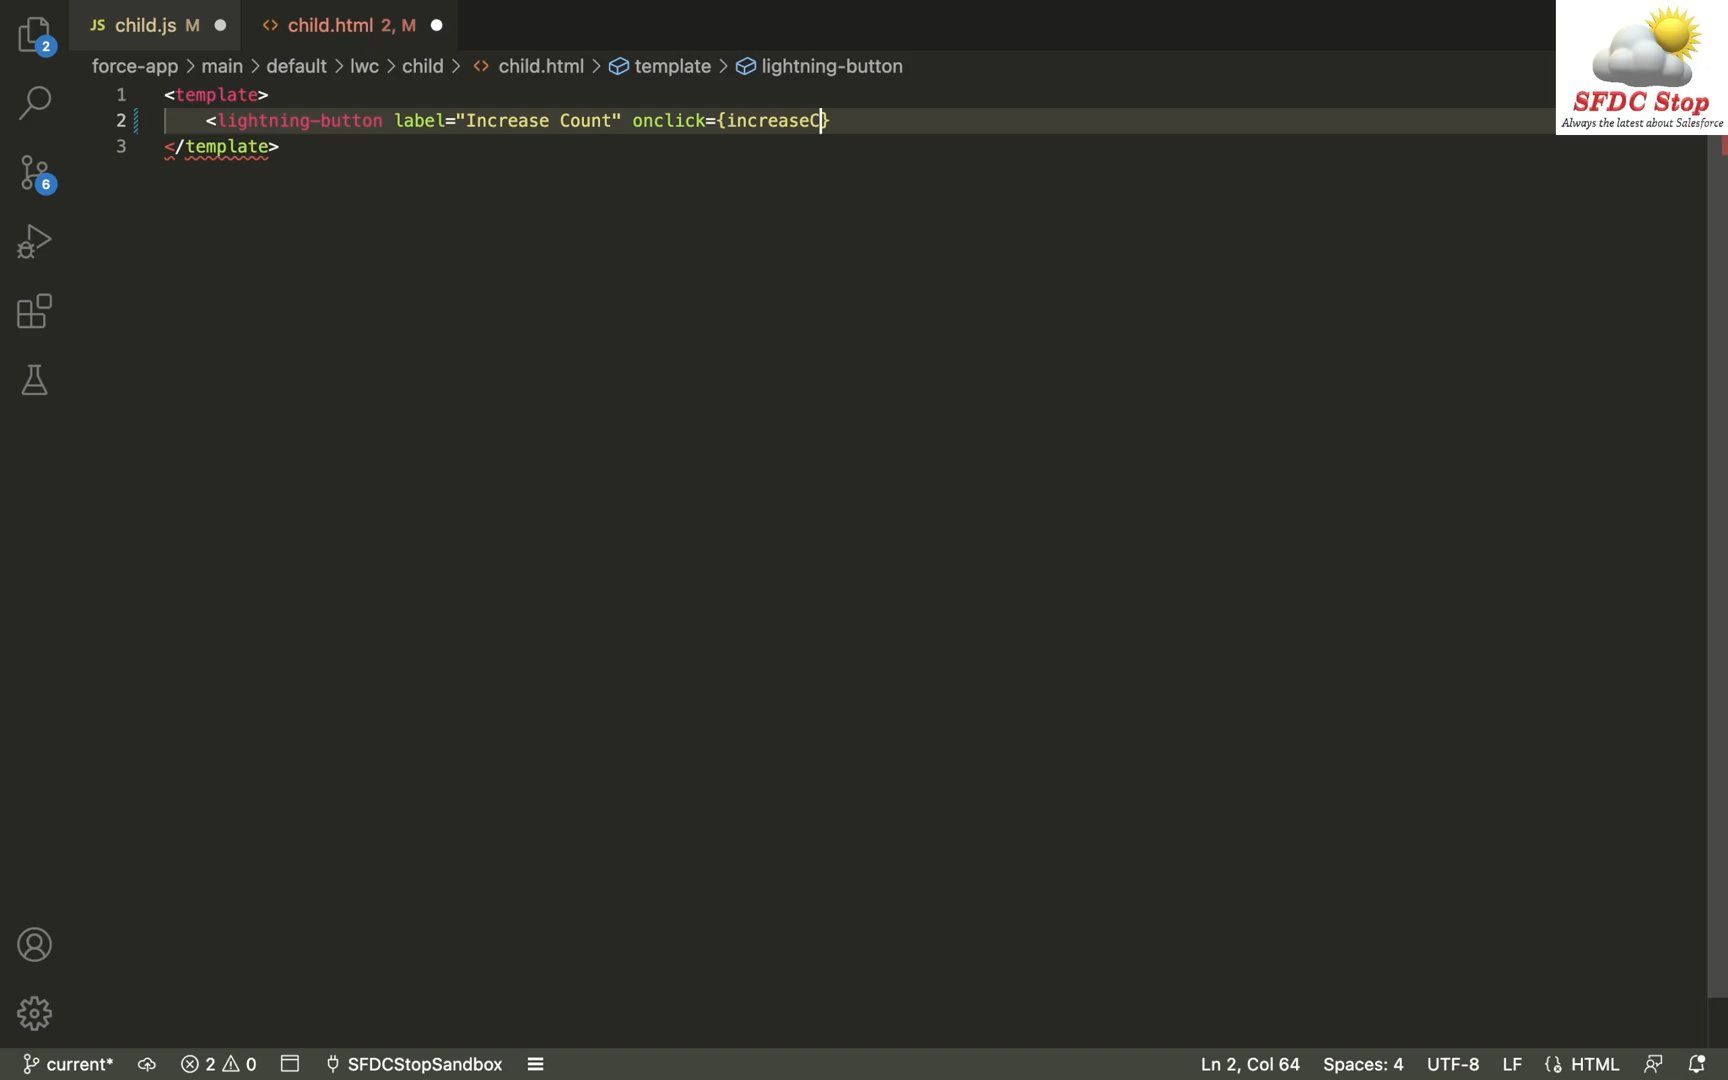 JS child.js M
<> child.html 2, M
force-app > main > default > lwc > child > <> child.html > template > lightning-button
1 <template>
2 <lightning-button label="Increase Count" onclick={increaseC}
3 </template>
2
6
SFDC Stop
Always the latest about Salesforce
current* 2 0 SFDCStopSandbox Ln 2, Col 64 Spaces: 4 UTF-8 LF HTML